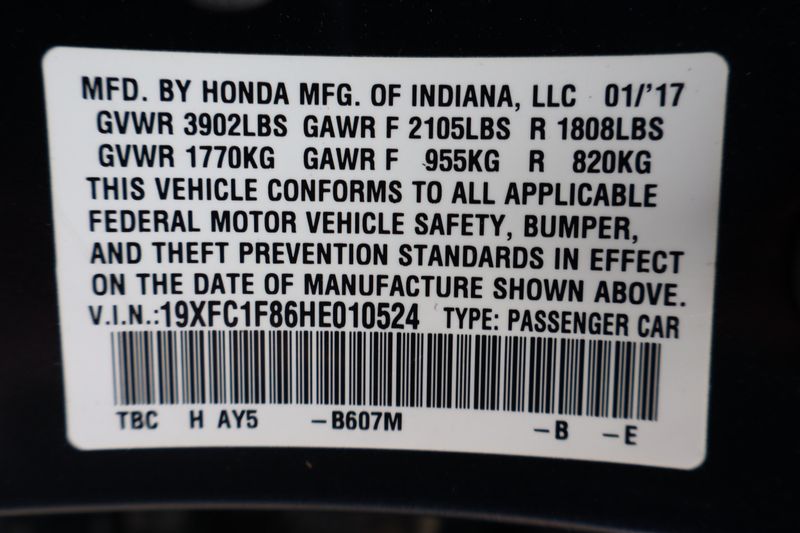 MFD. BY HONDA MFG. OF INDIANA, LLC 01/'17
GVWR 3902LBS GAWR F 2105LBS R 1808LBS
GVWR 1770KG GAWR F 955KG R 820KG
THIS VEHICLE CONFORMS TO ALL APPLICABLE
FEDERAL MOTOR VEHICLE SAFETY, BUMPER,
AND THEFT PREVENTION STANDARDS IN EFFECT
ON THE DATE OF MANUFACTURE SHOWN ABOVE.
V.I.N.:19XFC1F86HE010524 TYPE: PASSENGER CAR
TBC H AY5 -B607M -B -E